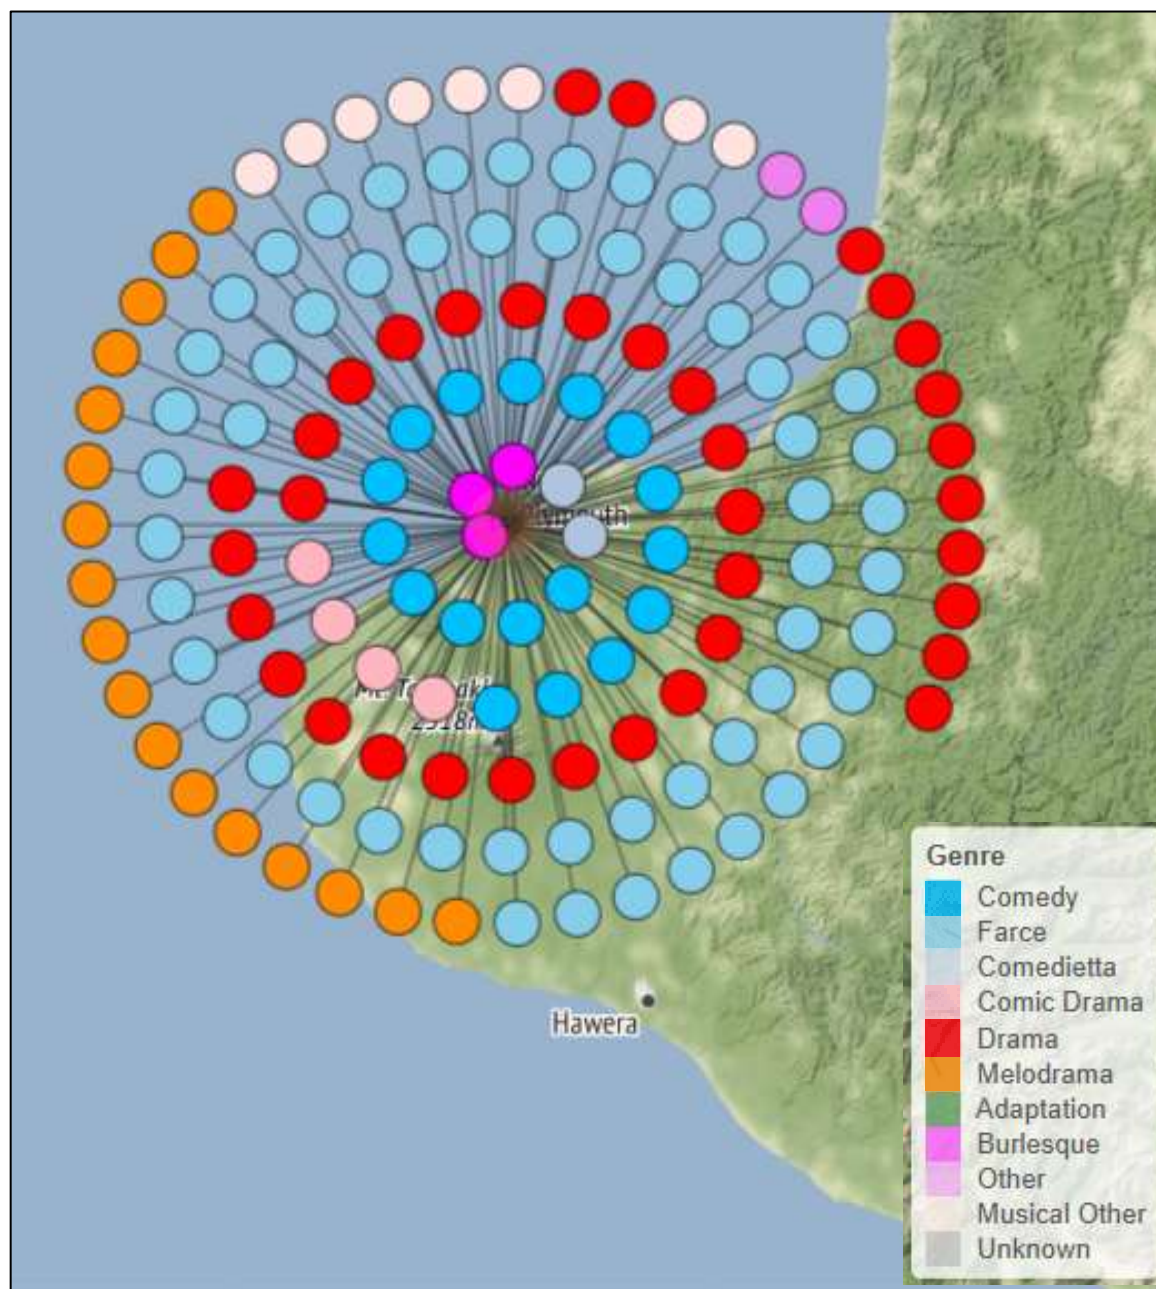 Hawera
Genre
Comedy
Farce
Comedietta
Comic Drama
Drama
Melodrama
Adaptation
Burlesque
Other
Musical Other
Unknown